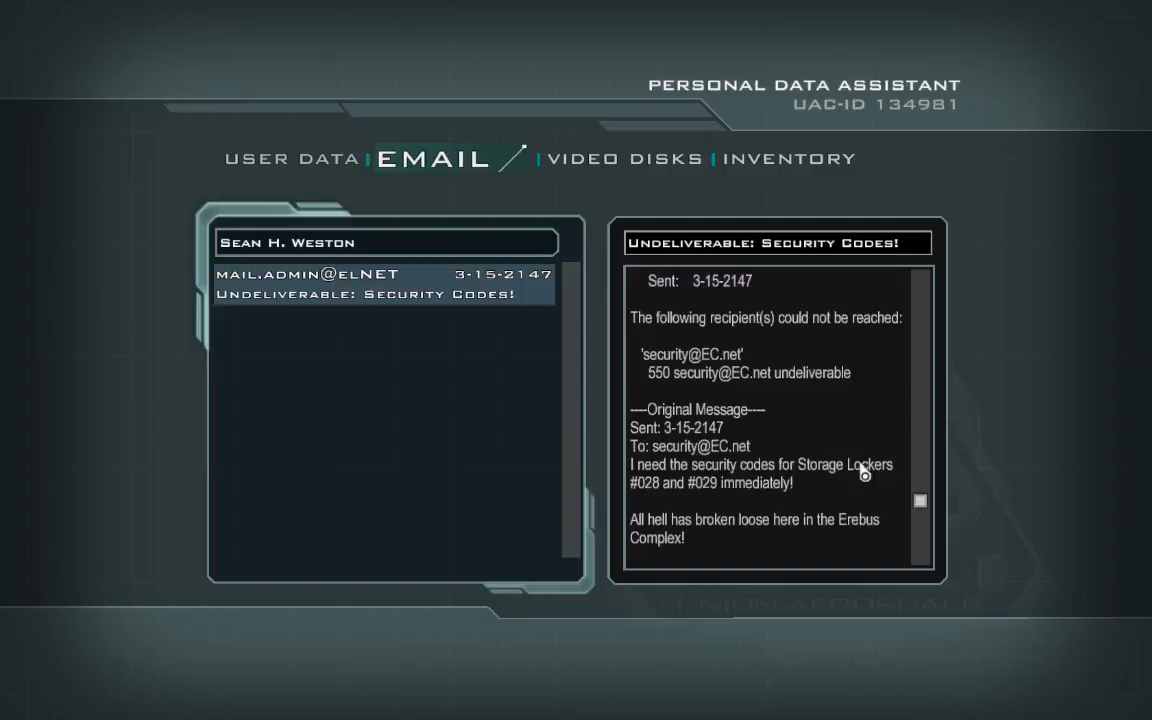 PERSONAL DATA ASSISTANT
UAC-ID 134981
USER DATA
EMAIL
VIDEO DISKS
INVENTORY
SEAN H. WESTON
MAIL.ADMIN@ELNET 3-15-2147
UNDELIVERABLE: SECURITY CODES!
UNDELIVERABLE: SECURITY CODES!
Sent: 3-15-2147
The following recipient(s) could not be reached:
'security@EC.net'
550 security@EC.net undeliverable
----Original Message----
Sent: 3-15-2147
To: security@EC.net
I need the security codes for Storage Lockers
#028 and #029 immediately!
All hell has broken loose here in the Erebus
Complex!
UNION AEROSPACE